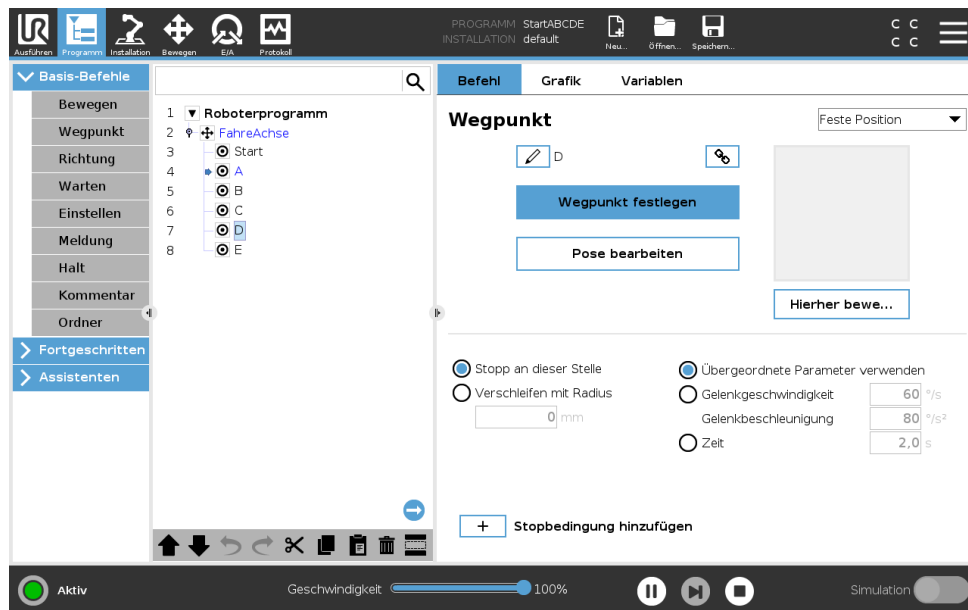 PROGRAMM StartABCDE
INSTALLATION default
UR
Ausführen Programm Installation Bewegen E/A Protokoll Neu... Öffnen... Speichern...
C C
C C
Basis-Befehle
Bewegen
Wegpunkt
Richtung
Warten
Einstellen
Meldung
Halt
Kommentar
Ordner
Fortgeschritten
Assistenten
1 Roboterprogramm
2 FahreAchse
3 Start
4 A
5 B
6 C
7 D
8 E
Befehl Grafik Variablen
Wegpunkt Feste Position
D
Wegpunkt festlegen
Pose bearbeiten
Hierher bewe...
Stopp an dieser Stelle Übergeordnete Parameter verwenden
Verschleifen mit Radius Gelenkgeschwindigkeit 60 °/s
0 mm Gelenkbeschleunigung 80 °/s²
Zeit 2,0 s
+ Stopbedingung hinzufügen
Aktiv Geschwindigkeit 100% Simulation